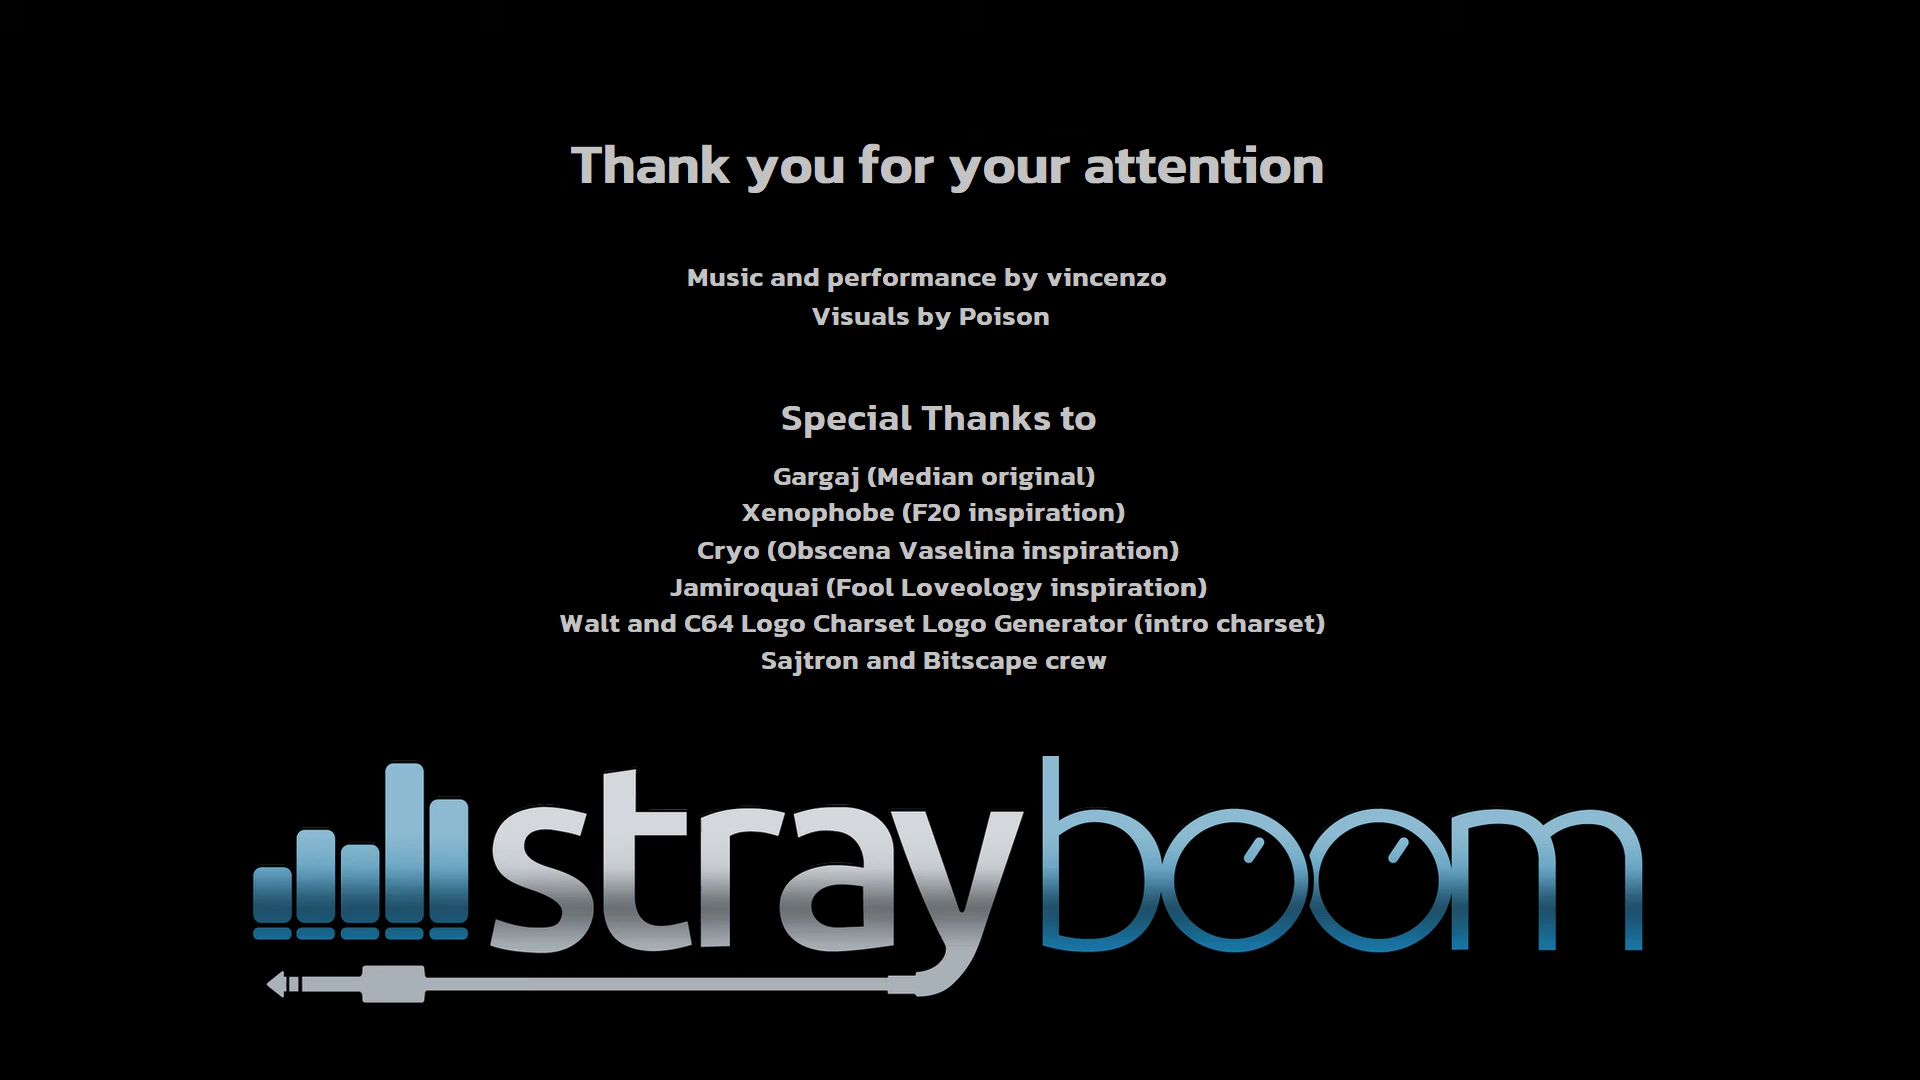 Thank you for your attention
Music and performance by vincenzo
Visuals by Poison
Special Thanks to
Gargaj (Median original)
Xenophobe (F20 inspiration)
Cryo (Obscena Vaselina inspiration)
Jamiroquai (Fool Loveology inspiration)
Walt and C64 Logo Charset Logo Generator (intro charset)
Sajtron and Bitscape crew
strayboom